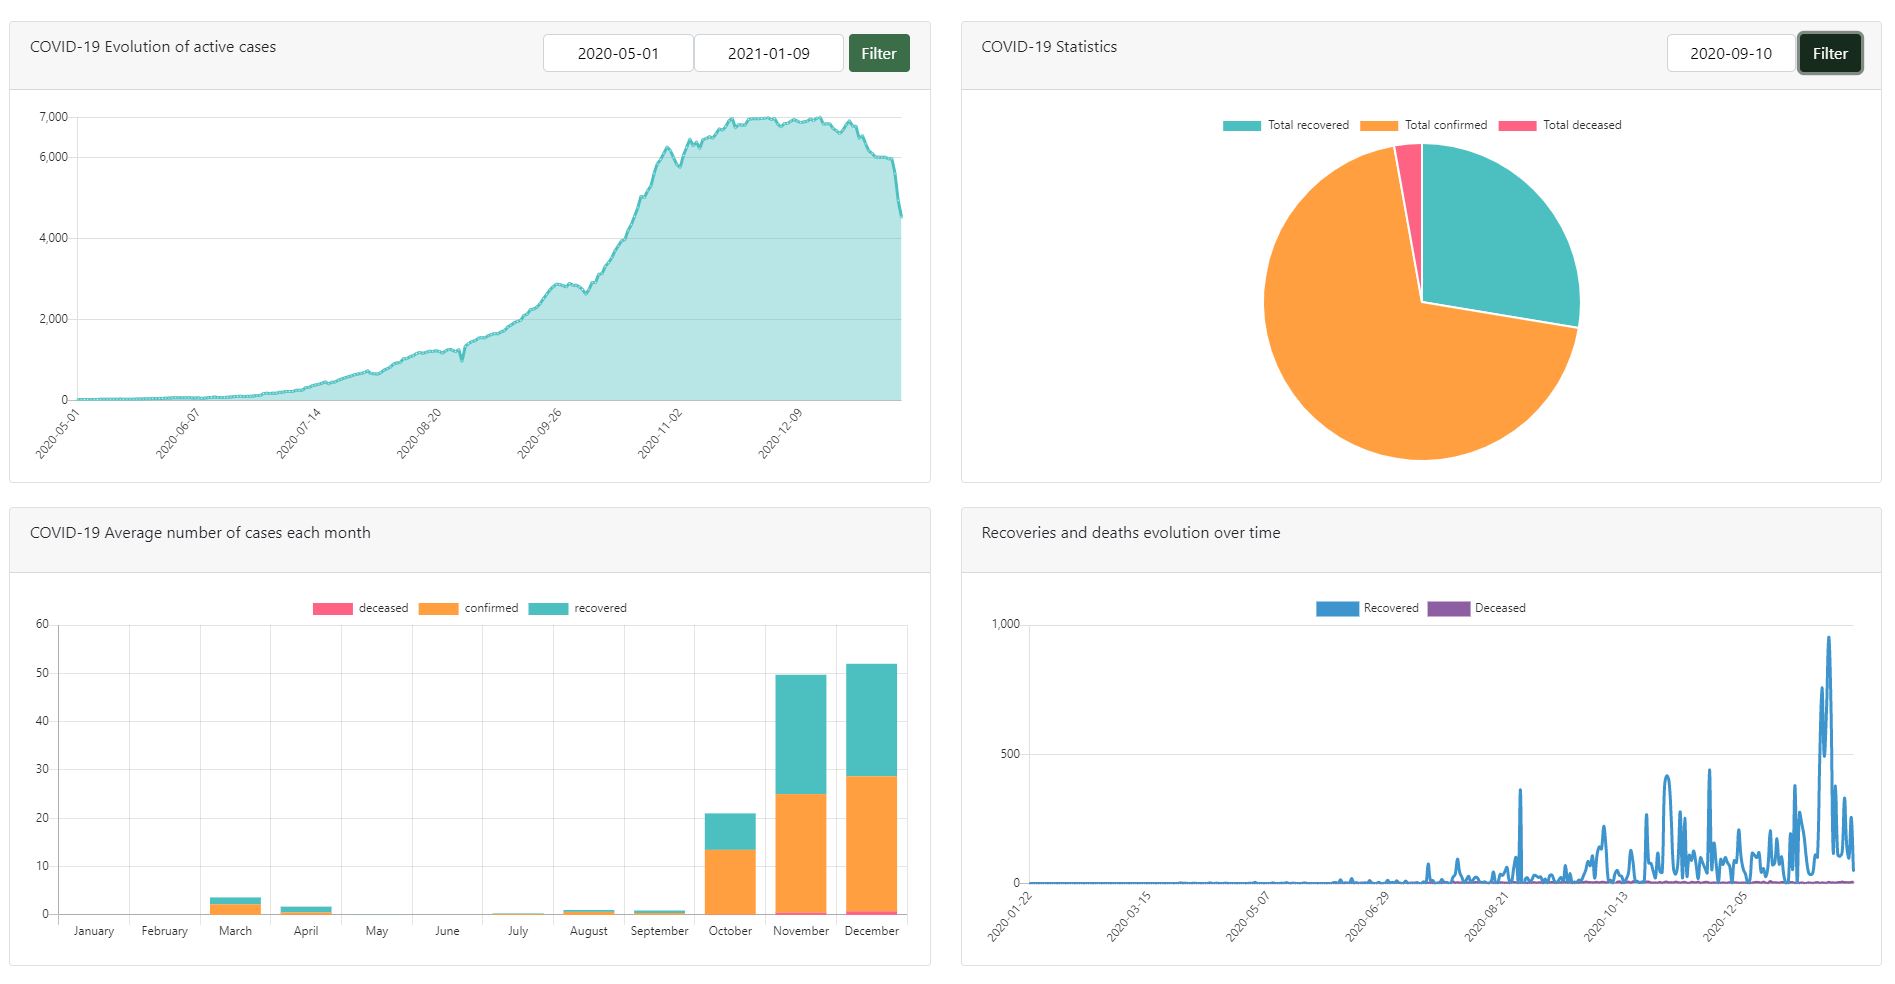 COVID-19 Evolution of active cases
2020-05-01 2021-01-09 Filter
7,000
6,000
4,000
2,000
0
2020-05-01 2020-06-07 2020-07-14 2020-08-20 2020-09-26 2020-11-02 2020-12-09
COVID-19 Statistics
2020-09-10 Filter
Total recovered Total confirmed Total deceased
COVID-19 Average number of cases each month
deceased confirmed recovered
60
50
40
30
20
10
0
January February March April May June July August September October November December
Recoveries and deaths evolution over time
Recovered Deceased
1,000
500
0
2020-01-22 2020-03-15 2020-05-07 2020-06-29 2020-08-21 2020-10-13 2020-12-05